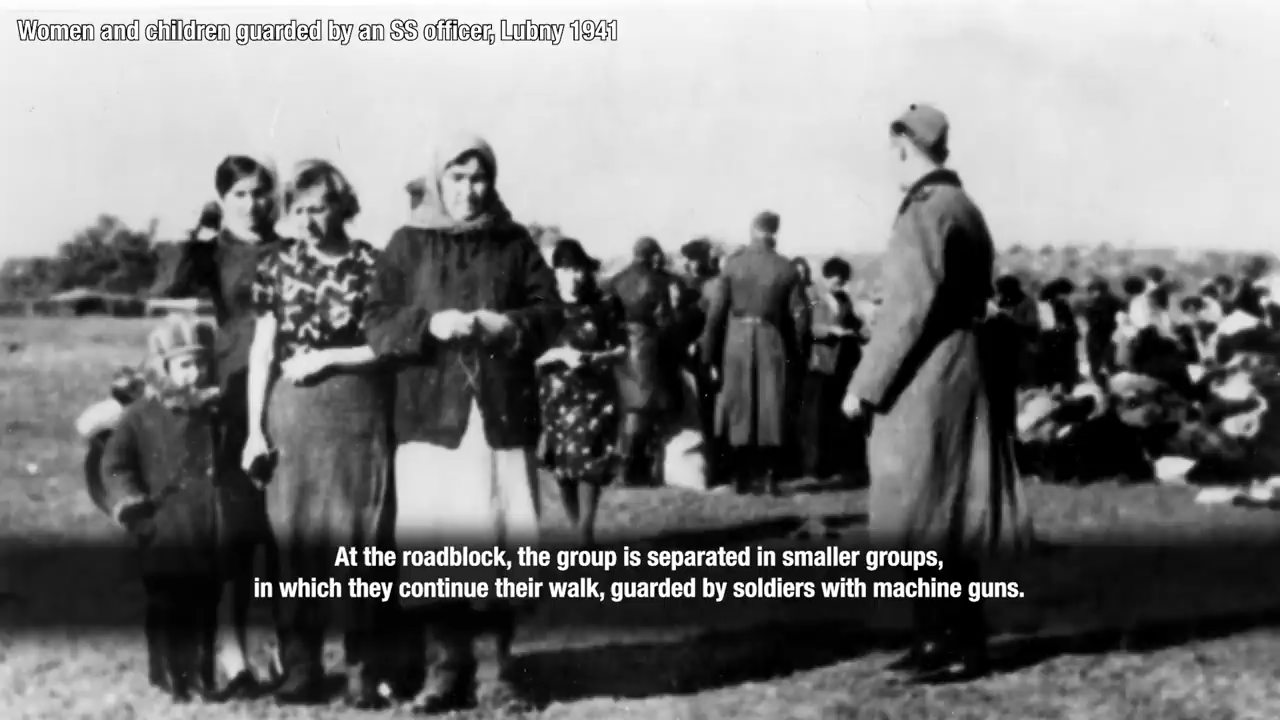 Women and children guarded by an SS officer, Lubny 1941
At the roadblock, the group is separated in smaller groups,
in which they continue their walk, guarded by soldiers with machine guns.